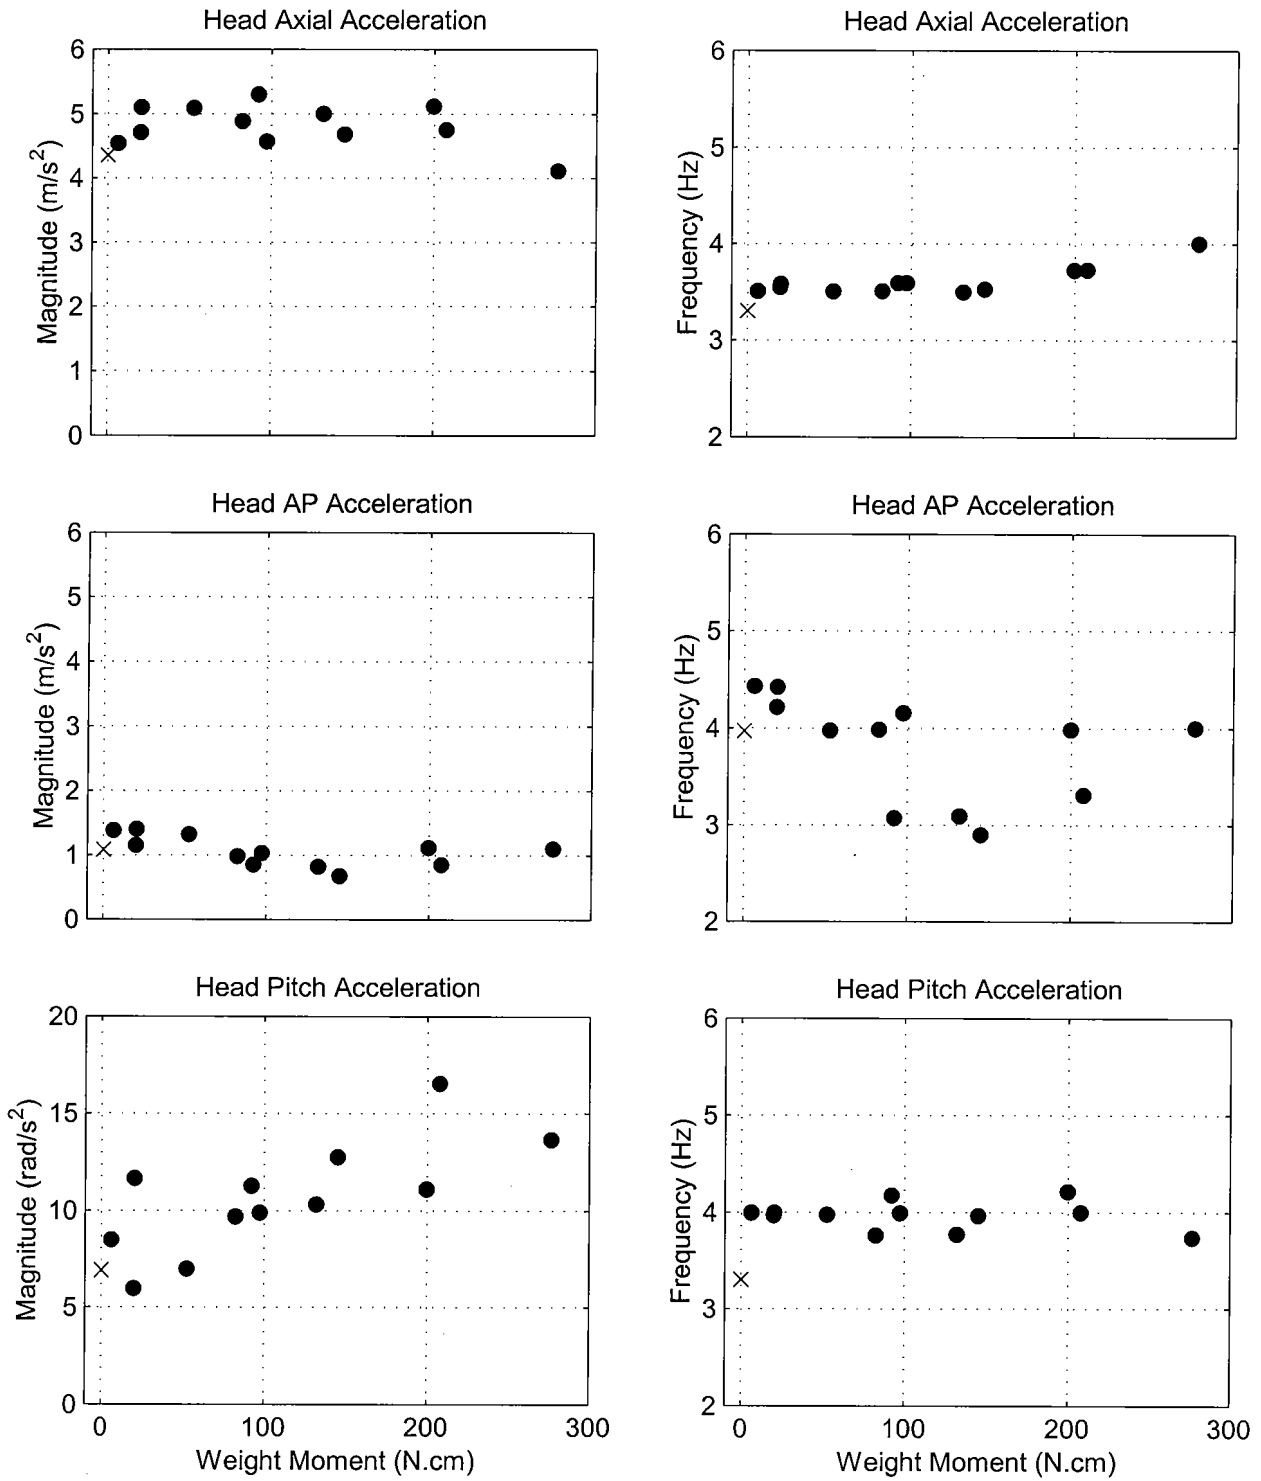 Head Axial Acceleration
6
5
4
3
2
1
0
Magnitude (m/s²)
Head Axial Acceleration
6
5
4
3
2
Frequency (Hz)
Head AP Acceleration
6
5
4
3
2
1
0
Magnitude (m/s²)
Head AP Acceleration
6
5
4
3
2
Frequency (Hz)
Head Pitch Acceleration
20
15
10
5
0
Magnitude (rad/s²)
0 100 200 300
Weight Moment (N.cm)
Head Pitch Acceleration
6
5
4
3
2
Frequency (Hz)
0 100 200 300
Weight Moment (N.cm)